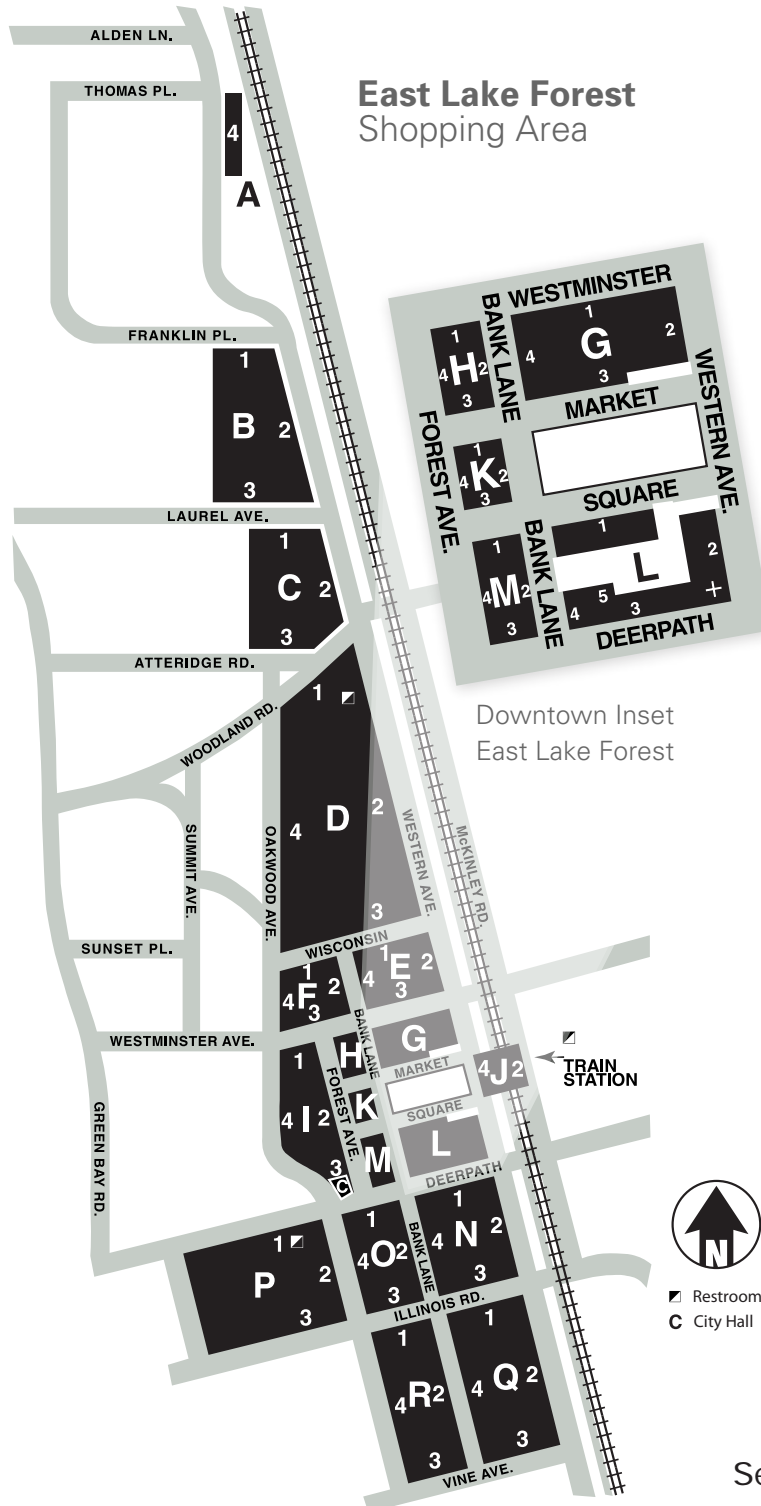 ALDEN LN.
THOMAS PL.
East Lake Forest
Shopping Area
4
A
FRANKLIN PL.
1
B 2
3
LAUREL AVE.
1
C 2
3
ATTERIDGE RD.
WOODLAND RD.
1
4 D 2
3
SUMMIT AVE.
OAKWOOD AVE.
WESTERN AVE.
McKINLEY RD.
SUNSET PL.
WISCONSIN
1
4 F 2
3
1
4 E 2
3
WESTMINSTER AVE.
GREEN BAY RD.
1
4 I 2
3
C
FOREST AVE.
BANK LANE
H
G
MARKET
K
SQUARE
4 J 2
TRAIN
STATION
M
L
DEERPATH
1
P 2
3
1
4 O 2
3
BANK LANE
1
4 N 2
3
ILLINOIS RD.
1
4 R 2
3
1
4 Q 2
3
VINE AVE.
WESTMINSTER
BANK LANE
1
4 H 2
3
1
4 G 2
3
MARKET
WESTERN AVE.
FOREST AVE.
1
4 K 2
3
SQUARE
1
4 M 2
3
BANK LANE
1
L 2
4 5 3
DEERPATH
Downtown Inset
East Lake Forest
N
Restroom
C City Hall
Se